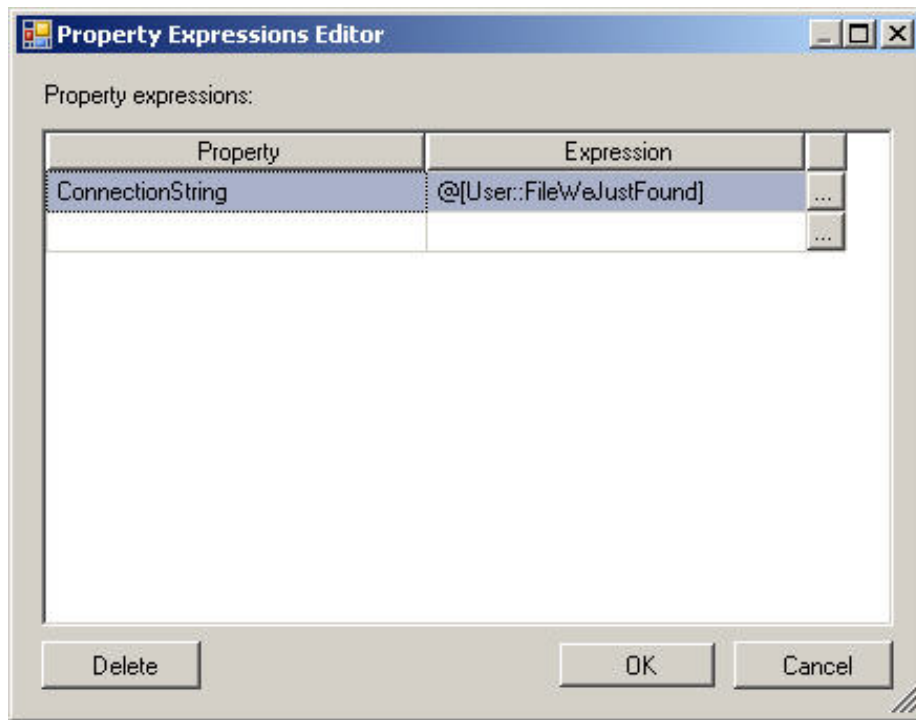 Property Expressions Editor
Property expressions:
Property Expression
ConnectionString @[User::FileWeJustFound] ...
...
Delete OK Cancel